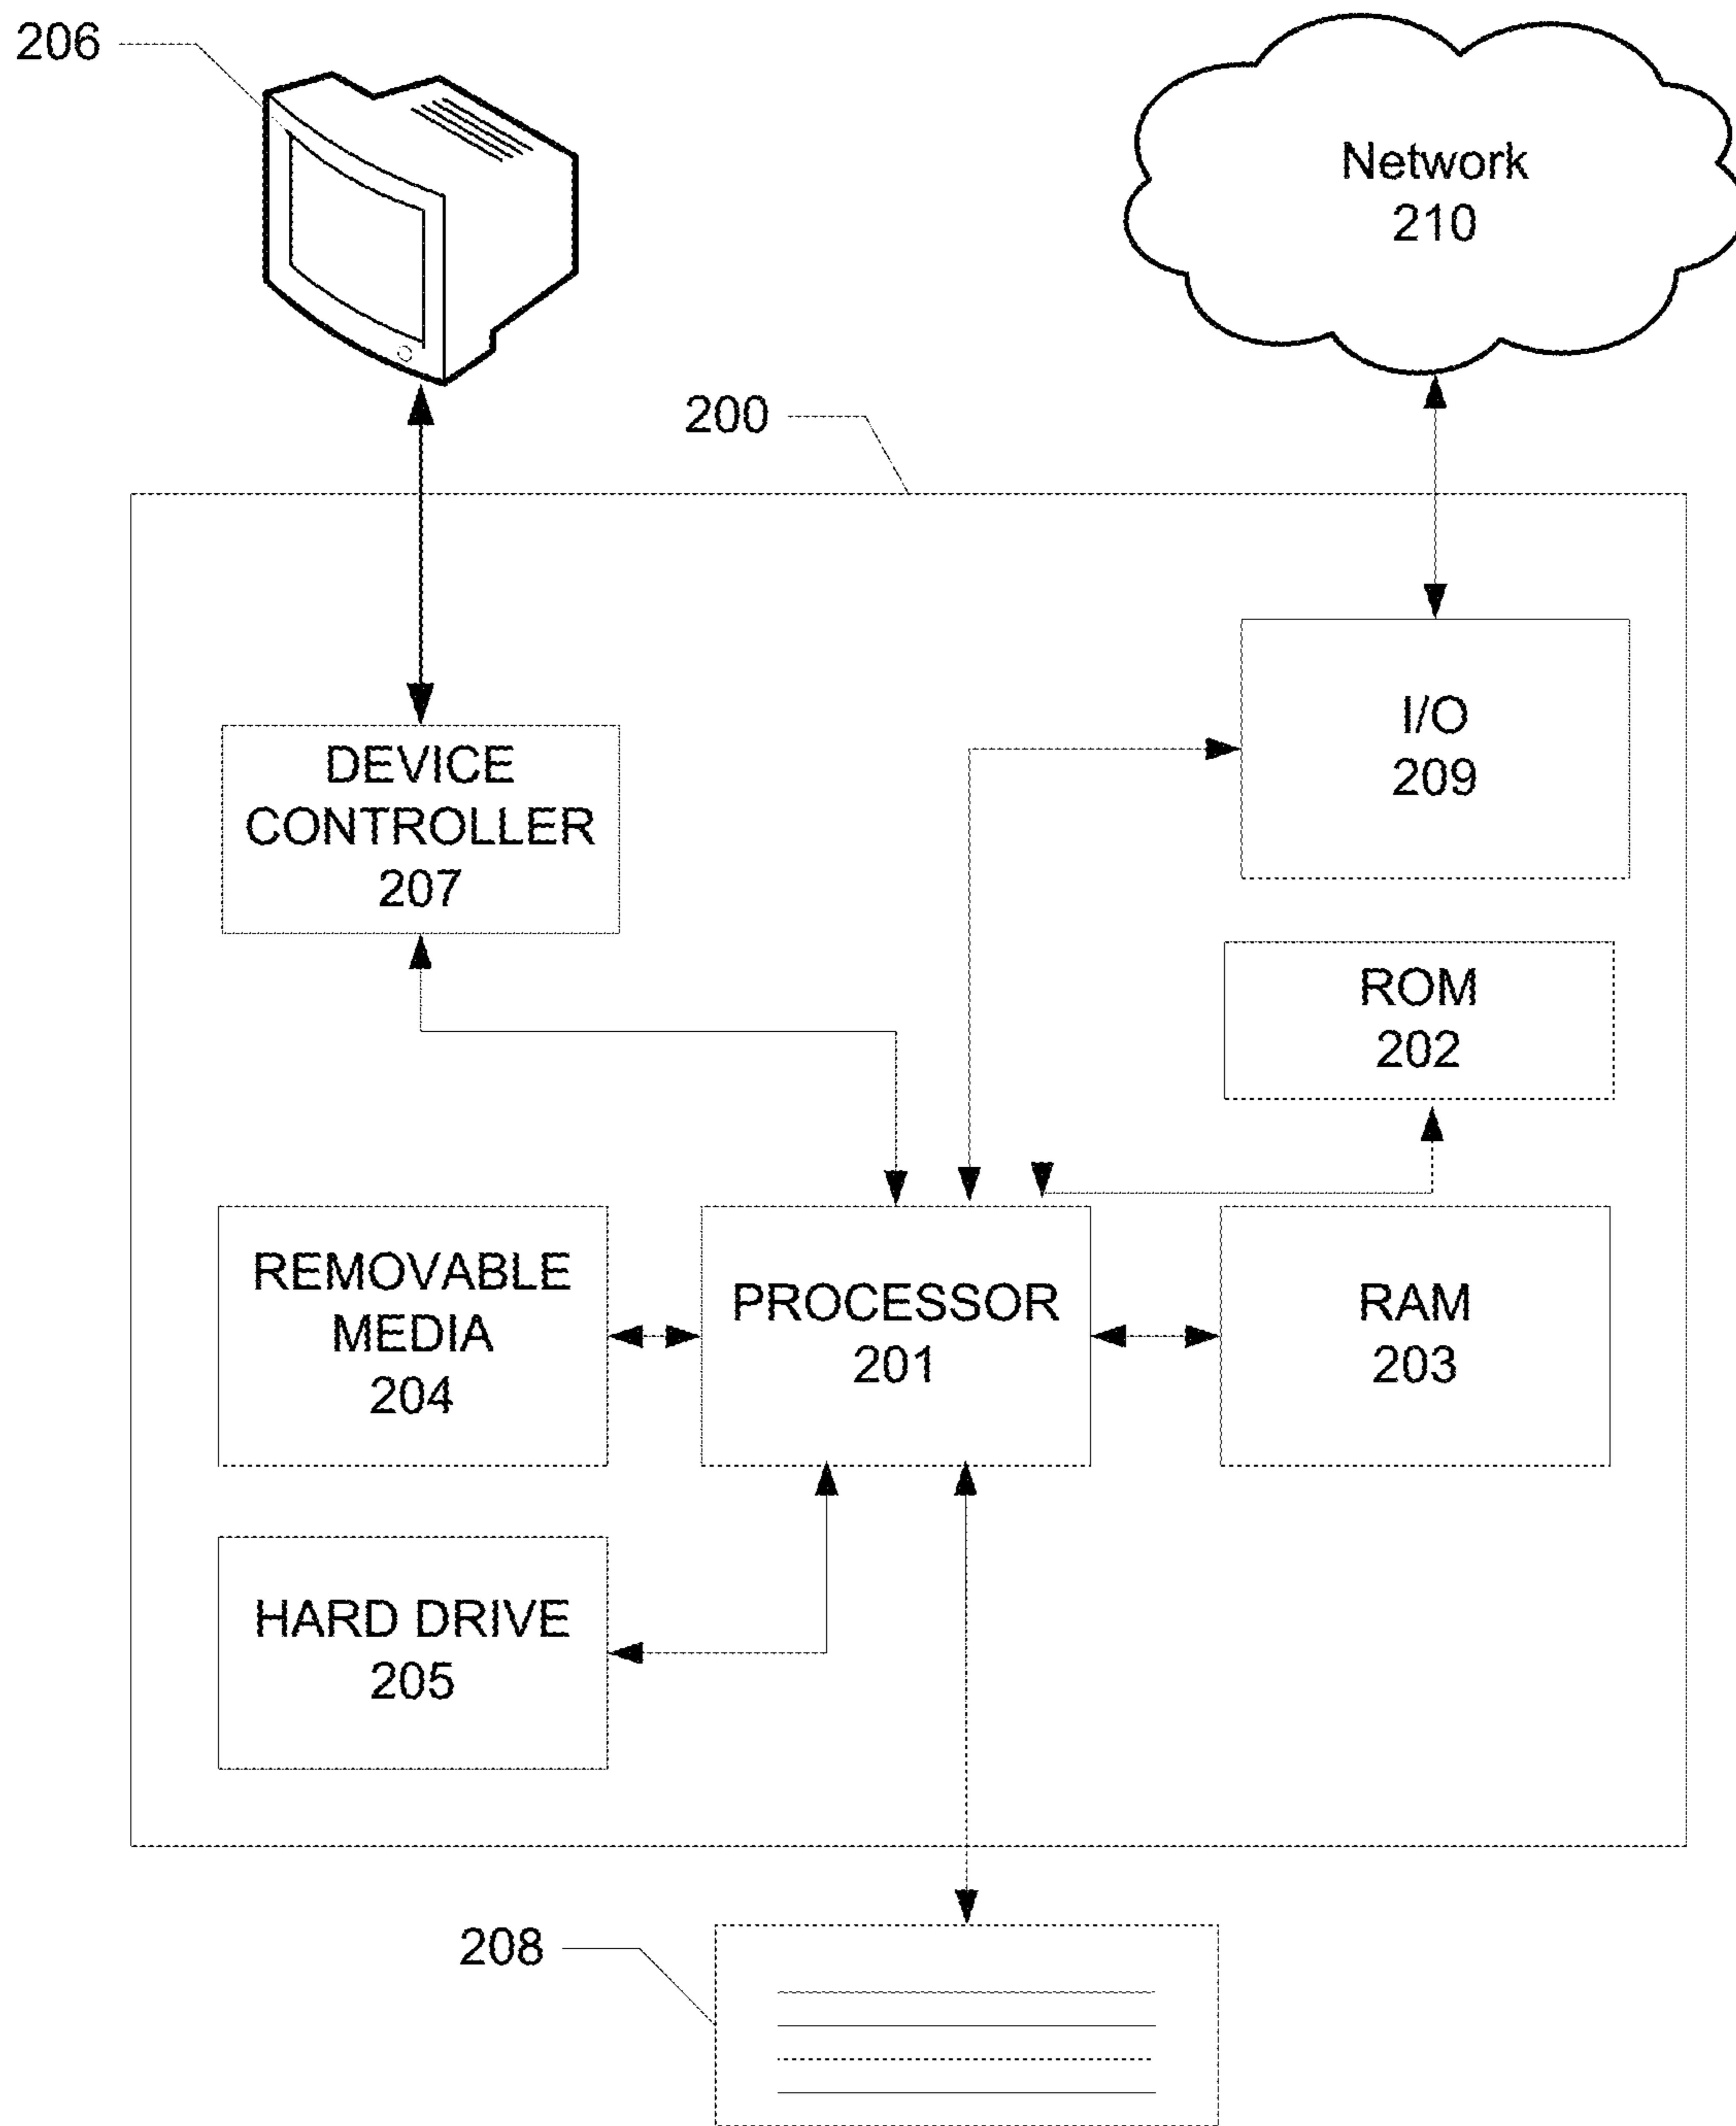 206
Network
210
200
I/O
209
DEVICE
CONTROLLER
207
ROM
202
REMOVABLE
MEDIA
204
PROCESSOR
201
RAM
203
HARD DRIVE
205
208